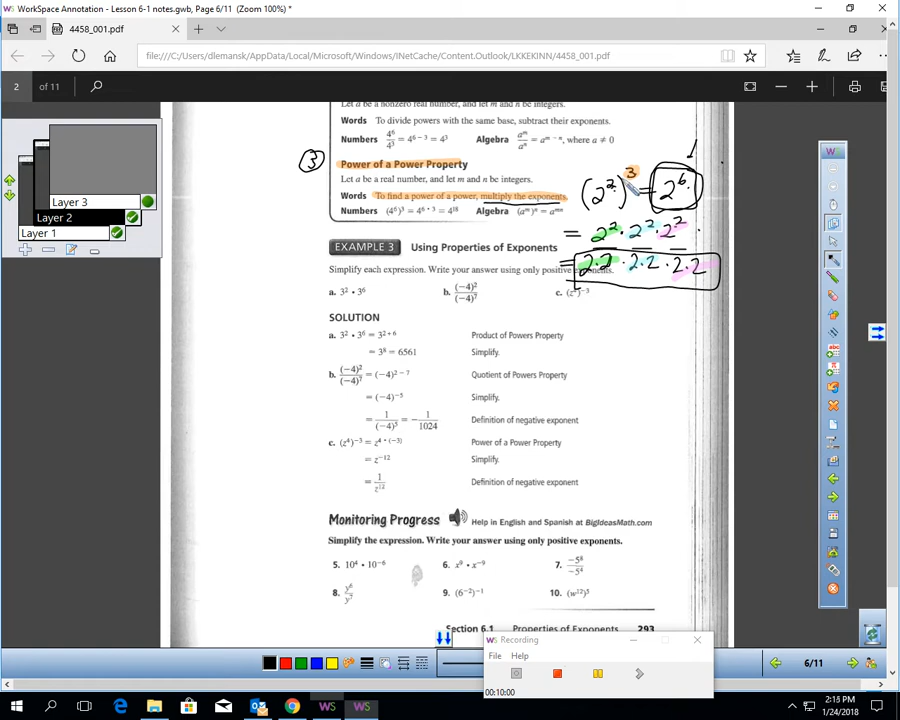 WorkSpace Annotation - Lesson 6-1 notes.gwb, Page 6/11 (Zoom 100%) *
4458_001.pdf
file:///C:/Users/dlemansk/AppData/Local/Microsoft/Windows/INetCache/Content.Outlook/LKKEKINN/4458_001.pdf
2 of 11
Layer 3
Layer 2
Layer 1
Let a be a nonzero real number, and let m and n be integers.
Words To divide powers with the same base, subtract their exponents.
Numbers 4⁶/4³ = 4⁶⁻³ = 4³ Algebra aᵐ/aⁿ = aᵐ⁻ⁿ, where a ≠ 0
③ Power of a Power Property
Let a be a real number, and let m and n be integers.
Words To find a power of a power, multiply the exponents.
Numbers (4⁶)³ = 4⁶•³ = 4¹⁸ Algebra (aᵐ)ⁿ = aᵐⁿ
(2²)³ = 2⁶
= 2² · 2² · 2² ·
= 2·2 · 2·2 · 2·2
EXAMPLE 3 Using Properties of Exponents
Simplify each expression. Write your answer using only positive exponents.
a. 3² • 3⁶ b. (−4)²/(−4)⁷ c. (z⁴)⁻³
SOLUTION
a. 3² • 3⁶ = 3²⁺⁶ Product of Powers Property
= 3⁸ = 6561 Simplify.
b. (−4)²/(−4)⁷ = (−4)²⁻⁷ Quotient of Powers Property
= (−4)⁻⁵ Simplify.
= 1/(−4)⁵ = −1/1024 Definition of negative exponent
c. (z⁴)⁻³ = z⁴•⁽⁻³⁾ Power of a Power Property
= z⁻¹² Simplify.
= 1/z¹² Definition of negative exponent
Monitoring Progress Help in English and Spanish at BigIdeasMath.com
Simplify the expression. Write your answer using only positive exponents.
5. 10⁴ • 10⁻⁶ 6. x⁹ • x⁻⁹ 7. −5⁸/−5⁴
8. y⁶/y⁷ 9. (6⁻²)⁻¹ 10. (w¹²)⁵
Section 6.1 Properties of Exponents 293
WS Recording
File Help
00:10:00
6/11
2:15 PM
1/24/2018